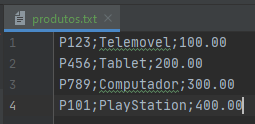 produtos.txt
1 P123;Telemovel;100.00
2 P456;Tablet;200.00
3 P789;Computador;300.00
4 P101;PlayStation;400.00